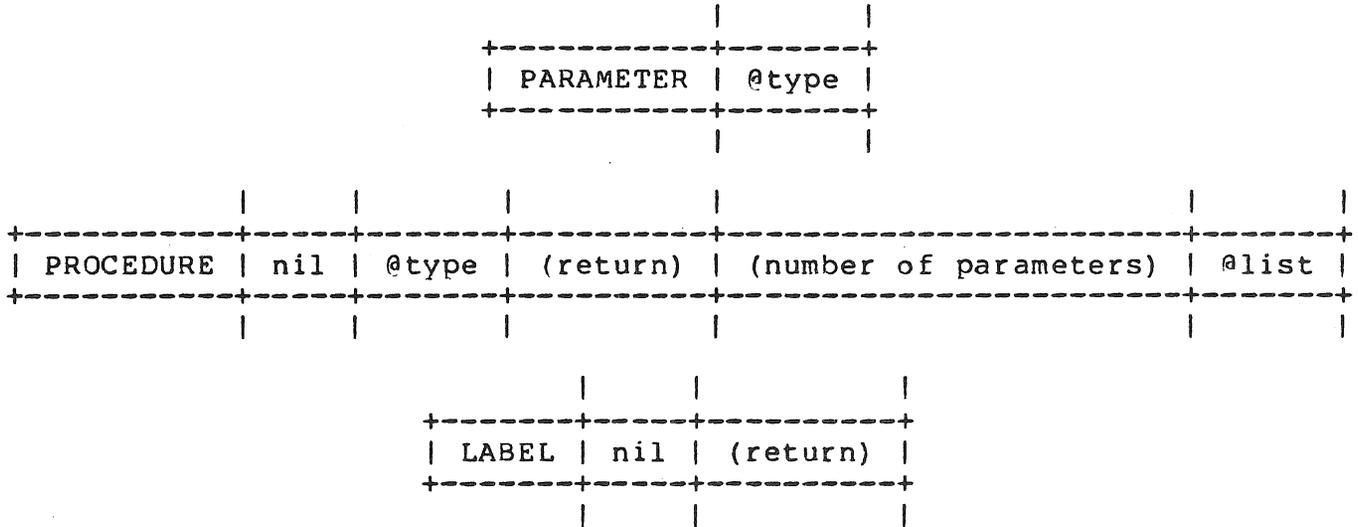 PARAMETER | @type
PROCEDURE | nil | @type | (return) | (number of parameters) | @list
LABEL | nil | (return)